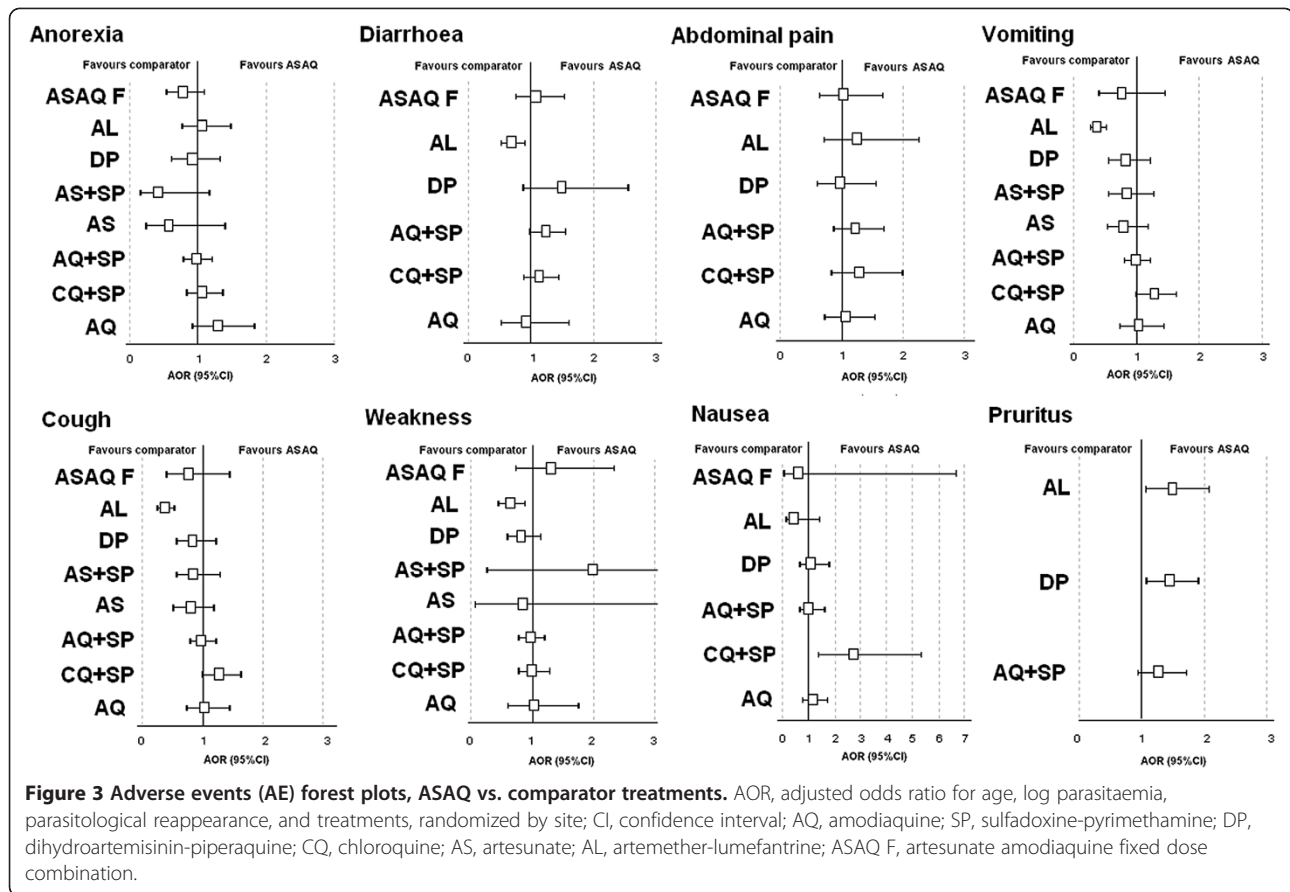 Anorexia
Favours comparator Favours ASAQ
ASAQ F
AL
DP
AS+SP
AS
AQ+SP
CQ+SP
AQ
0 1 2 3
AOR (95%CI)
Diarrhoea
Favours comparator Favours ASAQ
ASAQ F
AL
DP
AQ+SP
CQ+SP
AQ
0 1 2 3
AOR (95%CI)
Abdominal pain
Favours comparator Favours ASAQ
ASAQ F
AL
DP
AQ+SP
CQ+SP
AQ
0 1 2 3
AOR (95%CI)
Vomiting
Favours comparator Favours ASAQ
ASAQ F
AL
DP
AS+SP
AS
AQ+SP
CQ+SP
AQ
0 1 2 3
AOR (95%CI)
Cough
Favours comparator Favours ASAQ
ASAQ F
AL
DP
AS+SP
AS
AQ+SP
CQ+SP
AQ
0 1 2 3
AOR (95%CI)
Weakness
Favours comparator Favours ASAQ
ASAQ F
AL
DP
AS+SP
AS
AQ+SP
CQ+SP
AQ
0 1 2 3
AOR (95%CI)
Nausea
Favours comparator Favours ASAQ
ASAQ F
AL
DP
AQ+SP
CQ+SP
AQ
0 1 2 3 4 5 6 7
AOR (95%CI)
Pruritus
Favours comparator Favours ASAQ
AL
DP
AQ+SP
0 1 2 3
AOR (95%CI)
Figure 3 Adverse events (AE) forest plots, ASAQ vs. comparator treatments. AOR, adjusted odds ratio for age, log parasitaemia,
parasitological reappearance, and treatments, randomized by site; CI, confidence interval; AQ, amodiaquine; SP, sulfadoxine-pyrimethamine; DP,
dihydroartemisinin-piperaquine; CQ, chloroquine; AS, artesunate; AL, artemether-lumefantrine; ASAQ F, artesunate amodiaquine fixed dose
combination.